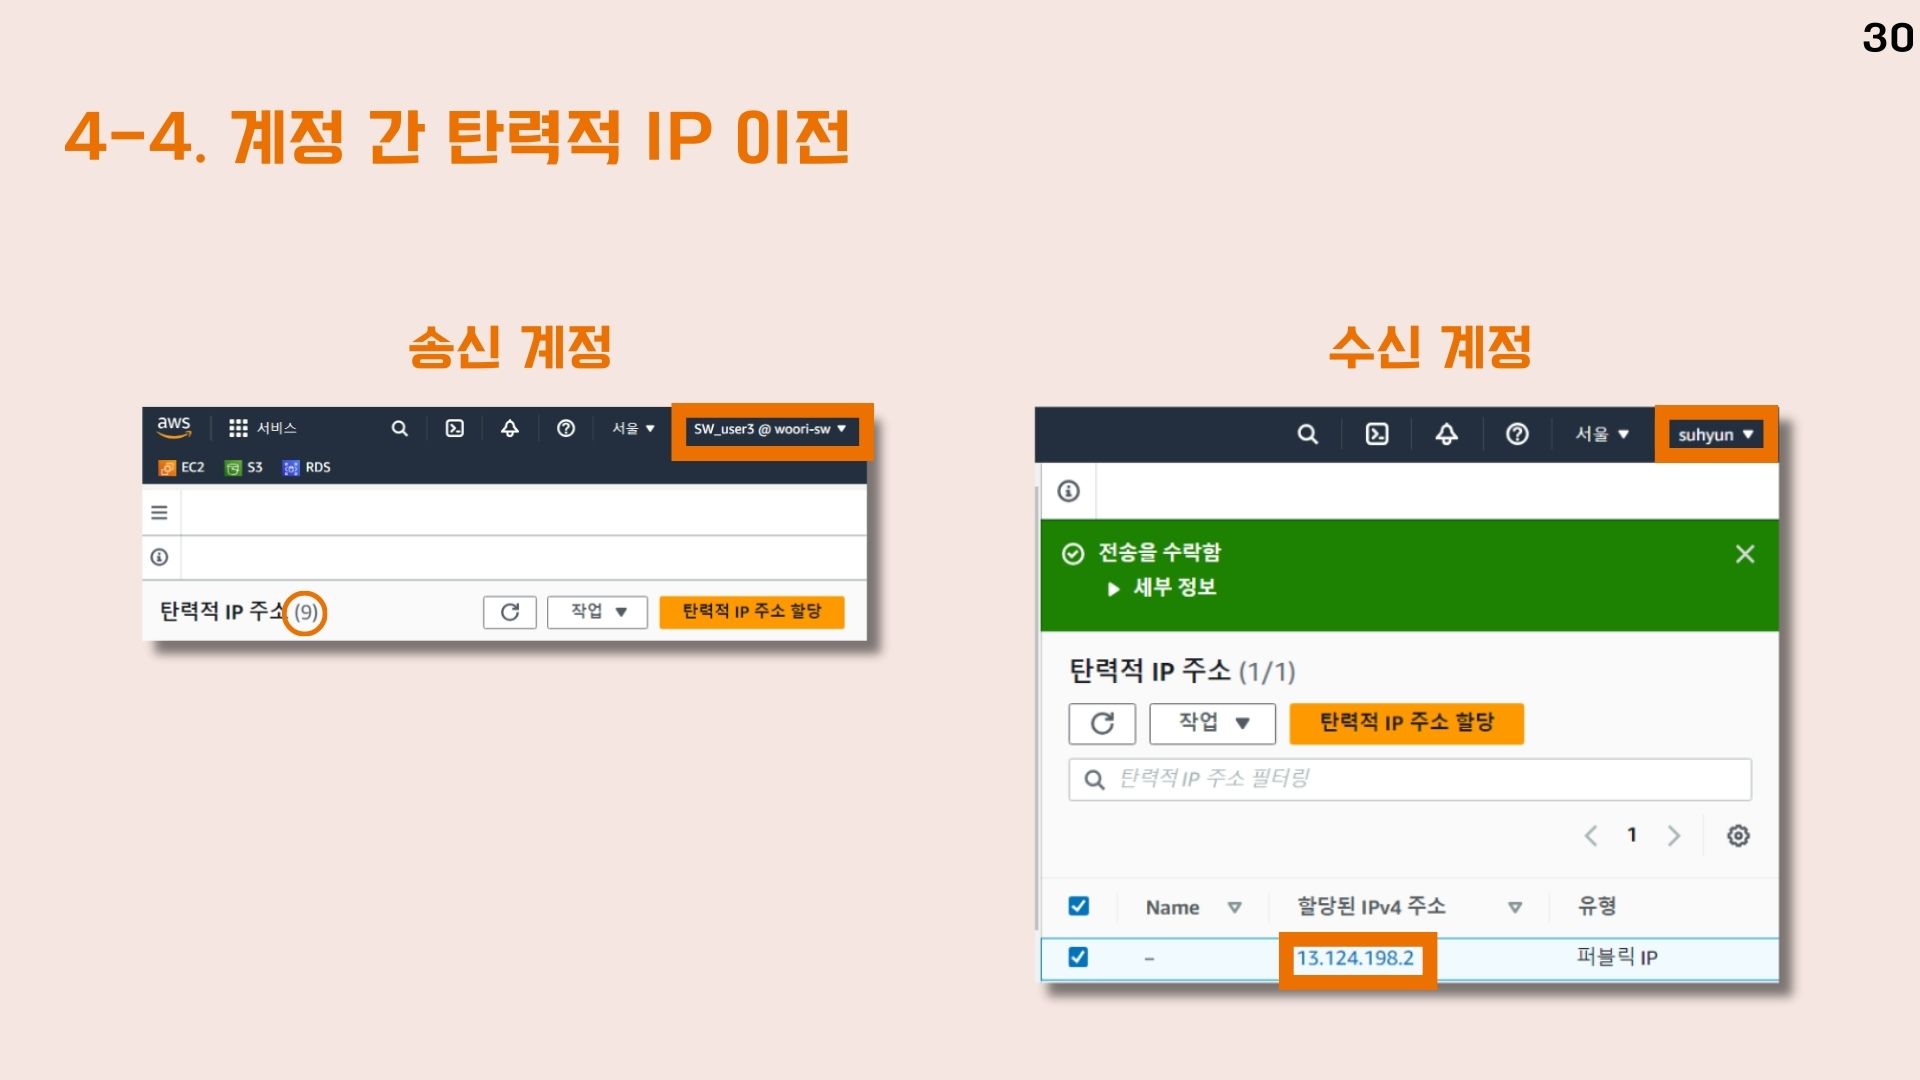 30
4-4. 계정 간 탄력적 IP 이전
송신 계정
aws 서비스 서울 SW_user3 @ woori-sw
EC2 S3 RDS
탄력적 IP 주소 (9) 작업 탄력적 IP 주소 할당
수신 계정
서울 suhyun
전송을 수락함
세부 정보
탄력적 IP 주소 (1/1)
작업 탄력적 IP 주소 할당
탄력적 IP 주소 필터링
1
Name 할당된 IPv4 주소 유형
- 13.124.198.2 퍼블릭 IP